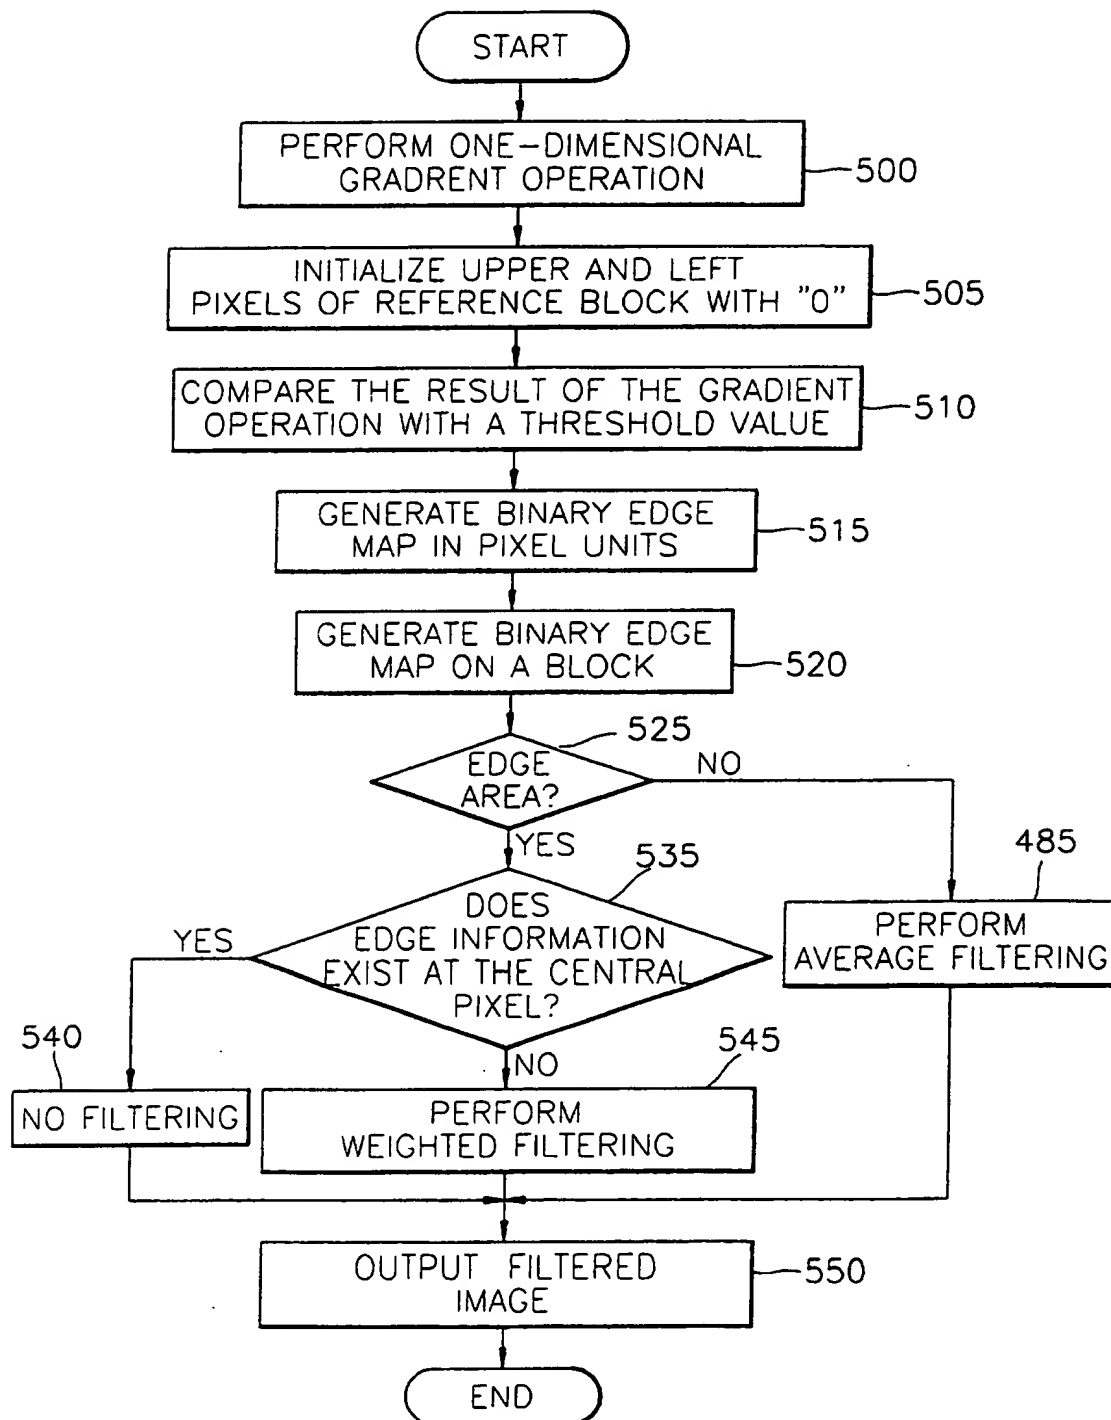 START
PERFORM ONE-DIMENSIONAL
GRADRENT OPERATION
500
INITIALIZE UPPER AND LEFT
PIXELS OF REFERENCE BLOCK WITH "0"
505
COMPARE THE RESULT OF THE GRADIENT
OPERATION WITH A THRESHOLD VALUE
510
GENERATE BINARY EDGE
MAP IN PIXEL UNITS
515
GENERATE BINARY EDGE
MAP ON A BLOCK
520
525
EDGE
AREA?
NO
YES
535
485
DOES
EDGE INFORMATION
EXIST AT THE CENTRAL
PIXEL?
YES
PERFORM
AVERAGE FILTERING
540
NO
545
NO FILTERING
PERFORM
WEIGHTED FILTERING
OUTPUT FILTERED
IMAGE
550
END